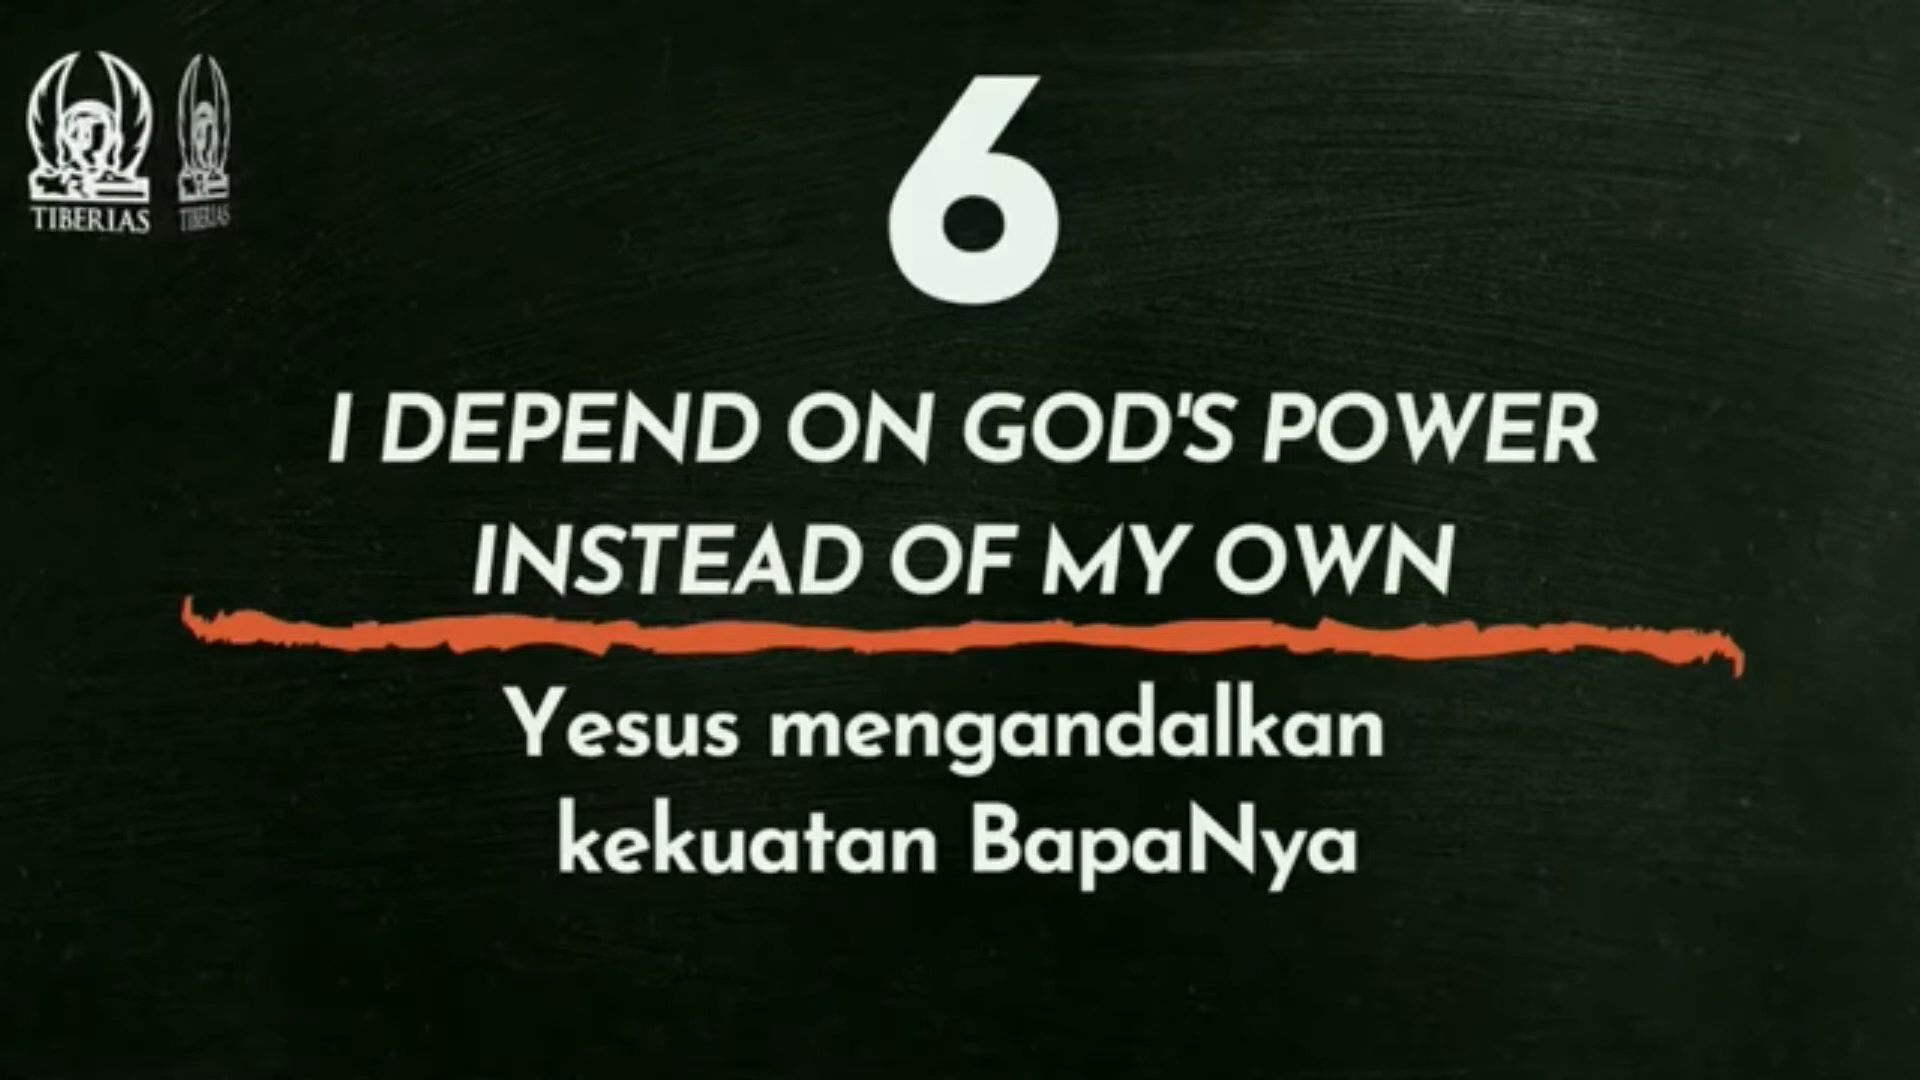 TIBERIAS
TIBERIAS
6
I DEPEND ON GOD'S POWER
INSTEAD OF MY OWN
Yesus mengandalkan
kekuatan BapaNya